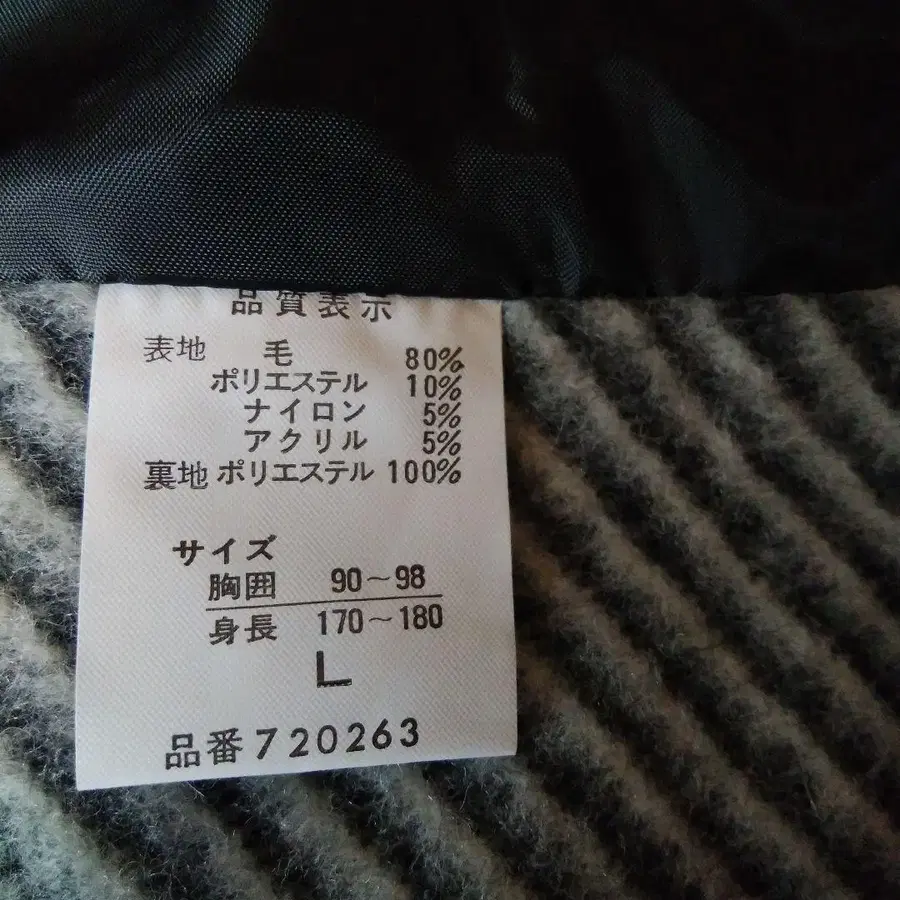 品質表示
表地 毛 80%
ポリエステル 10%
ナイロン 5%
アクリル 5%
裏地 ポリエステル 100%
サイズ
胸囲 90~98
身長 170~180
L
品番720263